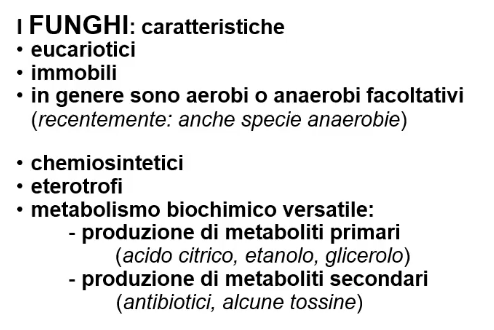 I FUNGHI: caratteristiche
• eucariotici
• immobili
• in genere sono aerobi o anaerobi facoltativi
(recentemente: anche specie anaerobie)
• chemiosintetici
• eterotrofi
• metabolismo biochimico versatile:
- produzione di metaboliti primari
(acido citrico, etanolo, glicerolo)
- produzione di metaboliti secondari
(antibiotici, alcune tossine)